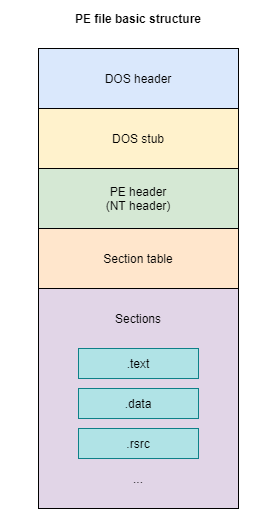 PE file basic structure
DOS header
DOS stub
PE header
(NT header)
Section table
Sections
.text
.data
.rsrc
...